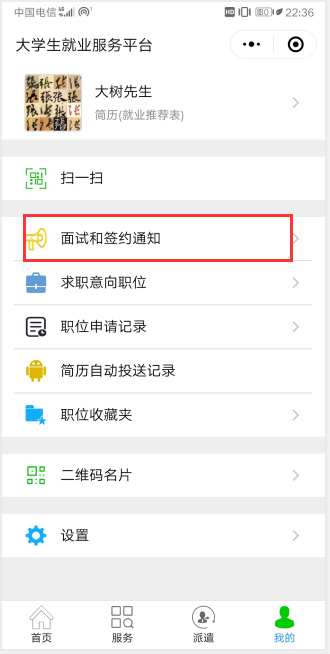 中国电信 HD 60 22:36
大学生就业服务平台
大树先生
简历(就业推荐表)
扫一扫
面试和签约通知
求职意向职位
职位申请记录
简历自动投送记录
职位收藏夹
二维码名片
设置
首页 服务 派遣 我的